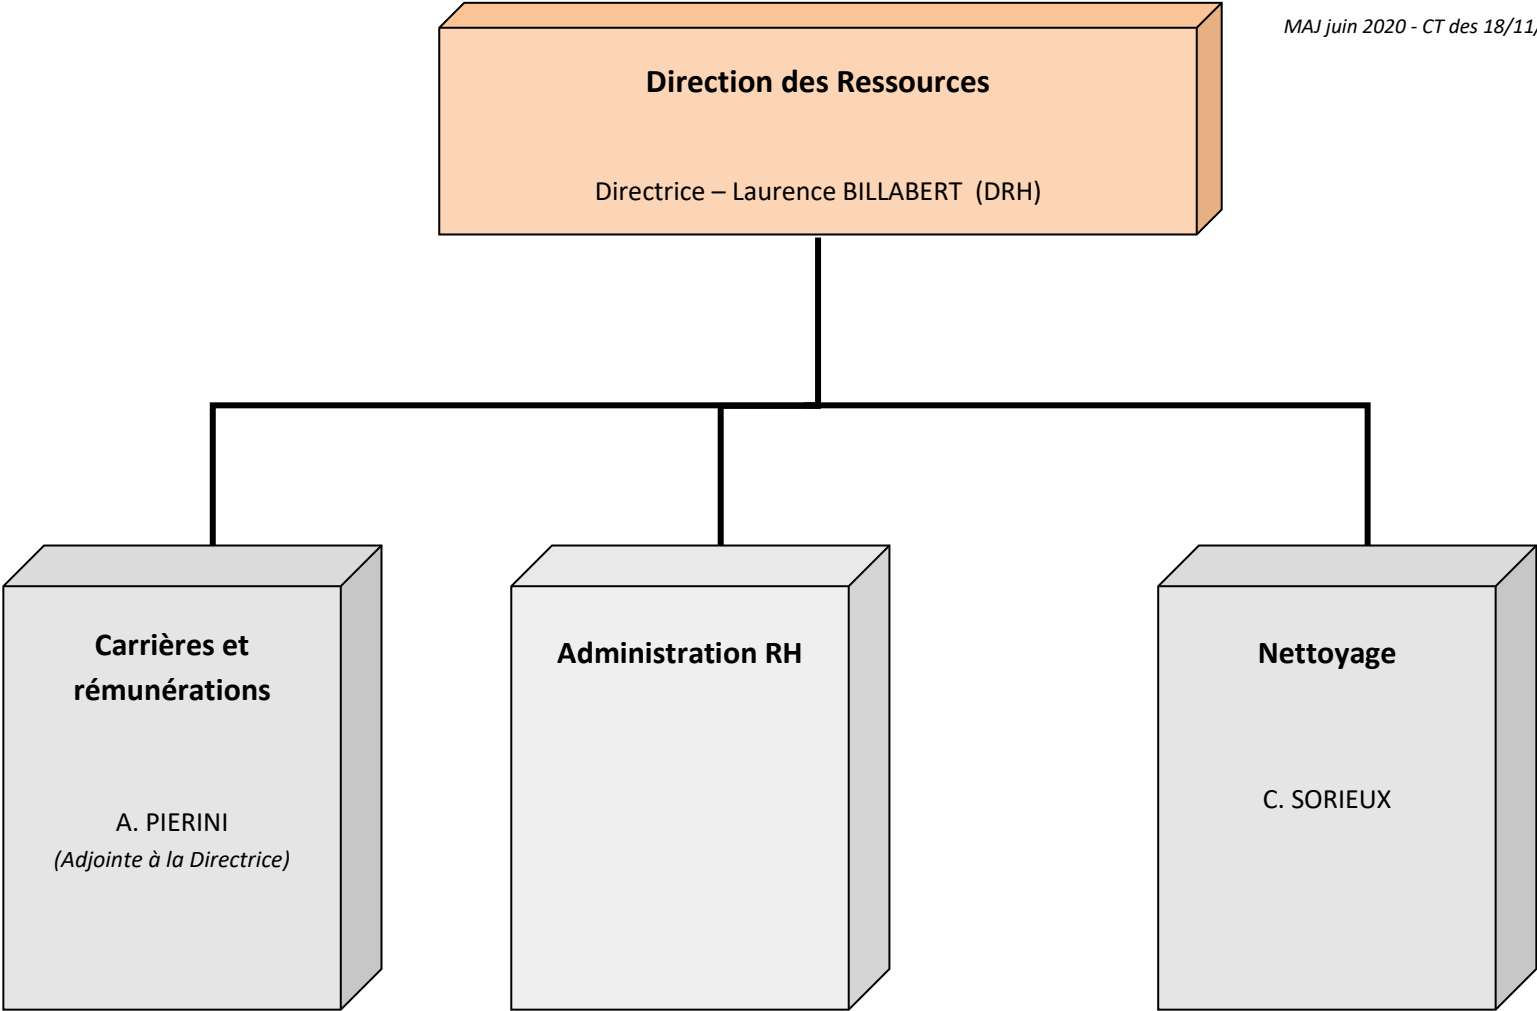 MAJ juin 2020 - CT des 18/11/
Direction des Ressources
Directrice – Laurence BILLABERT (DRH)
Carrières et
rémunérations
A. PIERINI
(Adjointe à la Directrice)
Administration RH
Nettoyage
C. SORIEUX